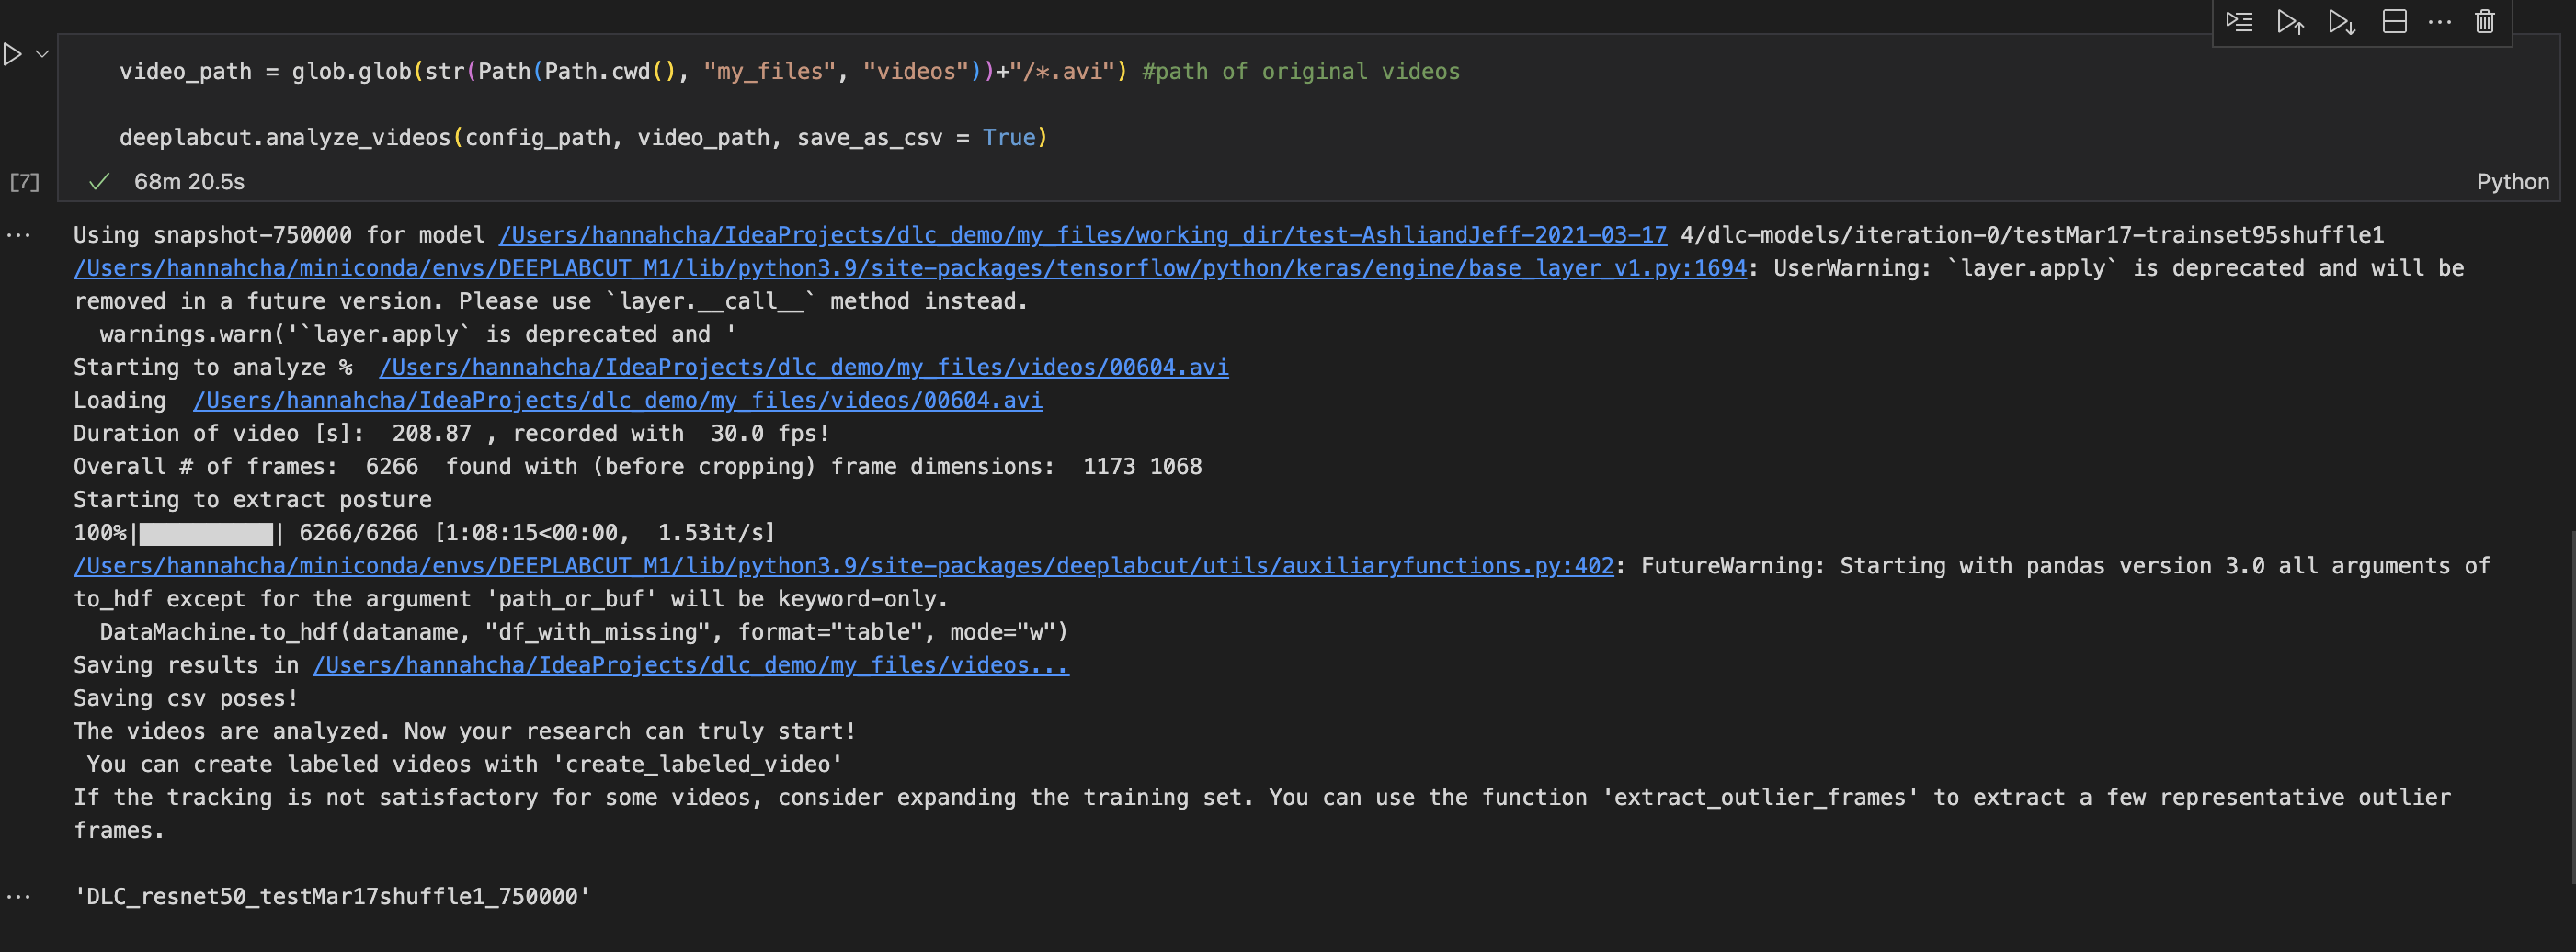 video_path = glob.glob(str(Path(Path.cwd(), "my_files", "videos"))+"/*.avi") #path of original videos
deeplabcut.analyze_videos(config_path, video_path, save_as_csv = True)
[7] 68m 20.5s Python
Using snapshot-750000 for model /Users/hannahcha/IdeaProjects/dlc_demo/my_files/working_dir/test-AshliandJeff-2021-03-17 4/dlc-models/iteration-0/testMar17-trainset95shuffle1
/Users/hannahcha/miniconda/envs/DEEPLABCUT_M1/lib/python3.9/site-packages/tensorflow/python/keras/engine/base_layer_v1.py:1694: UserWarning: `layer.apply` is deprecated and will be
removed in a future version. Please use `layer.__call__` method instead.
  warnings.warn('`layer.apply` is deprecated and '
Starting to analyze %  /Users/hannahcha/IdeaProjects/dlc_demo/my_files/videos/00604.avi
Loading  /Users/hannahcha/IdeaProjects/dlc_demo/my_files/videos/00604.avi
Duration of video [s]:  208.87 , recorded with  30.0 fps!
Overall # of frames:  6266  found with (before cropping) frame dimensions:  1173 1068
Starting to extract posture
100%|██████████| 6266/6266 [1:08:15<00:00,  1.53it/s]
/Users/hannahcha/miniconda/envs/DEEPLABCUT_M1/lib/python3.9/site-packages/deeplabcut/utils/auxiliaryfunctions.py:402: FutureWarning: Starting with pandas version 3.0 all arguments of
to_hdf except for the argument 'path_or_buf' will be keyword-only.
  DataMachine.to_hdf(dataname, "df_with_missing", format="table", mode="w")
Saving results in /Users/hannahcha/IdeaProjects/dlc_demo/my_files/videos...
Saving csv poses!
The videos are analyzed. Now your research can truly start!
 You can create labeled videos with 'create_labeled_video'
If the tracking is not satisfactory for some videos, consider expanding the training set. You can use the function 'extract_outlier_frames' to extract a few representative outlier
frames.
'DLC_resnet50_testMar17shuffle1_750000'